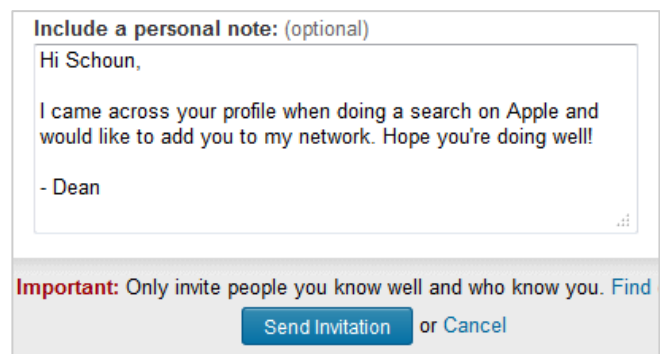 Include a personal note: (optional)
Hi Schoun,
I came across your profile when doing a search on Apple and
would like to add you to my network. Hope you're doing well!
- Dean
Important: Only invite people you know well and who know you. Find
Send Invitation or Cancel